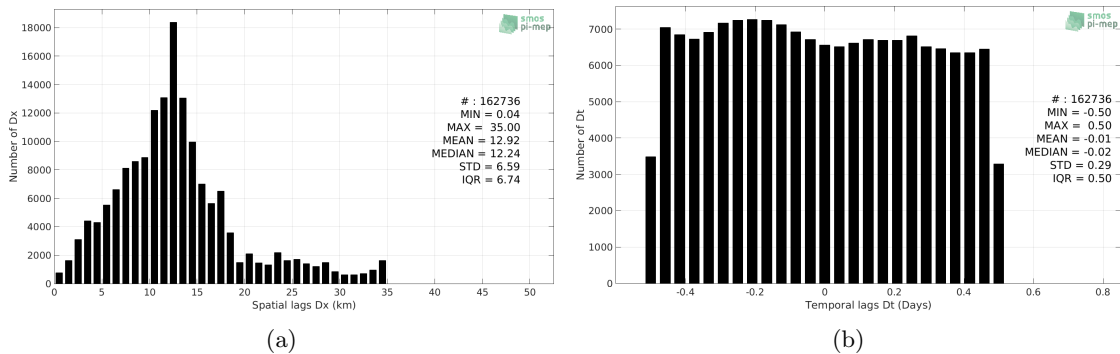 smos
pi-mep
18000
16000
14000
12000
10000
8000
6000
4000
2000
0
Number of Dx
# : 162736
MIN = 0.04
MAX = 35.00
MEAN = 12.92
MEDIAN = 12.24
STD = 6.59
IQR = 6.74
0 5 10 15 20 25 30 35 40 45 50
Spatial lags Dx (km)
(a)
smos
pi-mep
7000
6000
5000
4000
3000
2000
1000
0
Number of Dt
# : 162736
MIN = -0.50
MAX = 0.50
MEAN = -0.01
MEDIAN = -0.02
STD = 0.29
IQR = 0.50
-0.4 -0.2 0 0.2 0.4 0.6 0.8
Temporal lags Dt (Days)
(b)